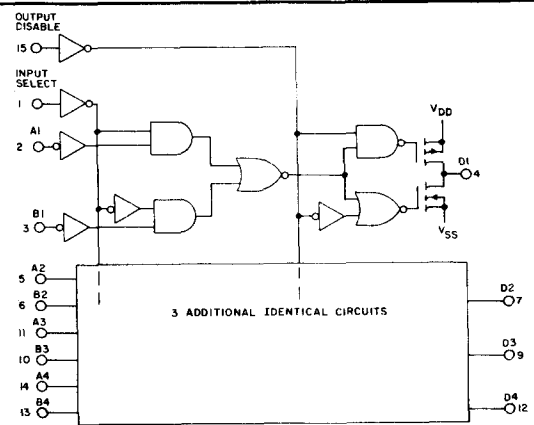 OUTPUT
DISABLE
15
INPUT
SELECT
1
A1
2
B1
3
VDD
D1
4
VSS
A2
5
B2
6
A3
11
B3
10
A4
14
B4
13
3 ADDITIONAL IDENTICAL CIRCUITS
D2
7
D3
9
D4
12